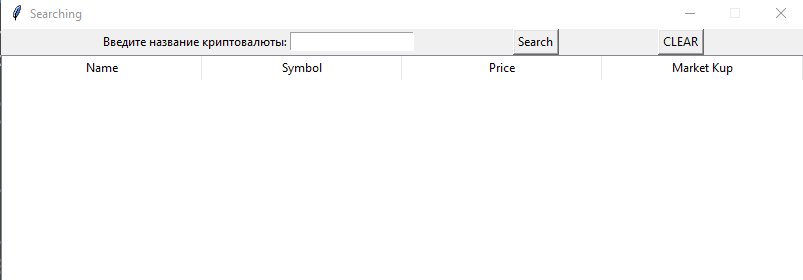 Searching
Введите название криптовалюты: Search CLEAR
Name Symbol Price Market Kup